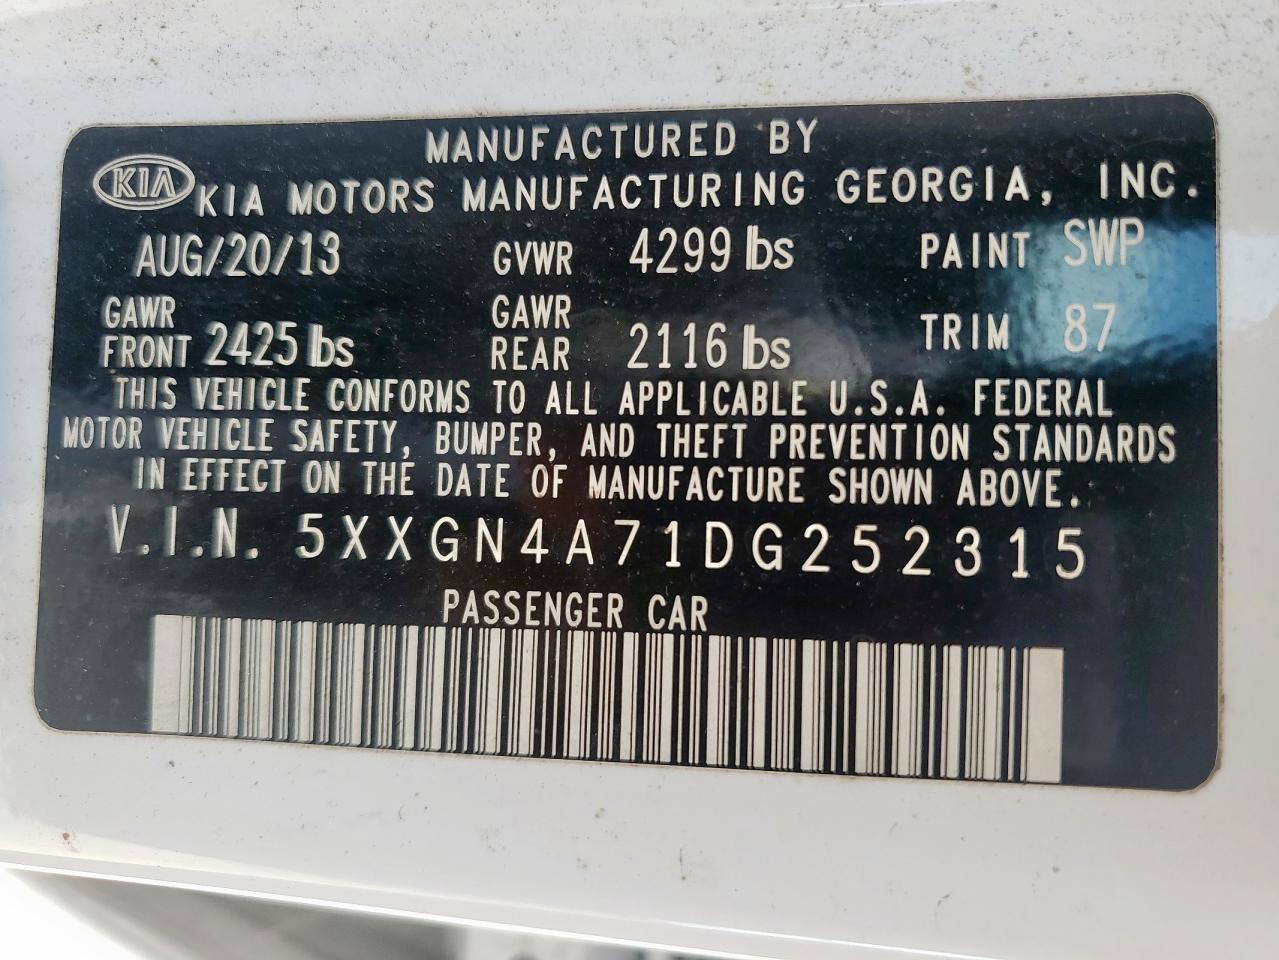 MANUFACTURED BY
KIA KIA MOTORS MANUFACTURING GEORGIA, INC.
AUG/20/13 GVWR 4299 lbs PAINT SWP
GAWR FRONT 2425 lbs GAWR REAR 2116 lbs TRIM 87
THIS VEHICLE CONFORMS TO ALL APPLICABLE U.S.A. FEDERAL
MOTOR VEHICLE SAFETY, BUMPER, AND THEFT PREVENTION STANDARDS
IN EFFECT ON THE DATE OF MANUFACTURE SHOWN ABOVE.
V.I.N. 5XXGN4A71DG252315
PASSENGER CAR